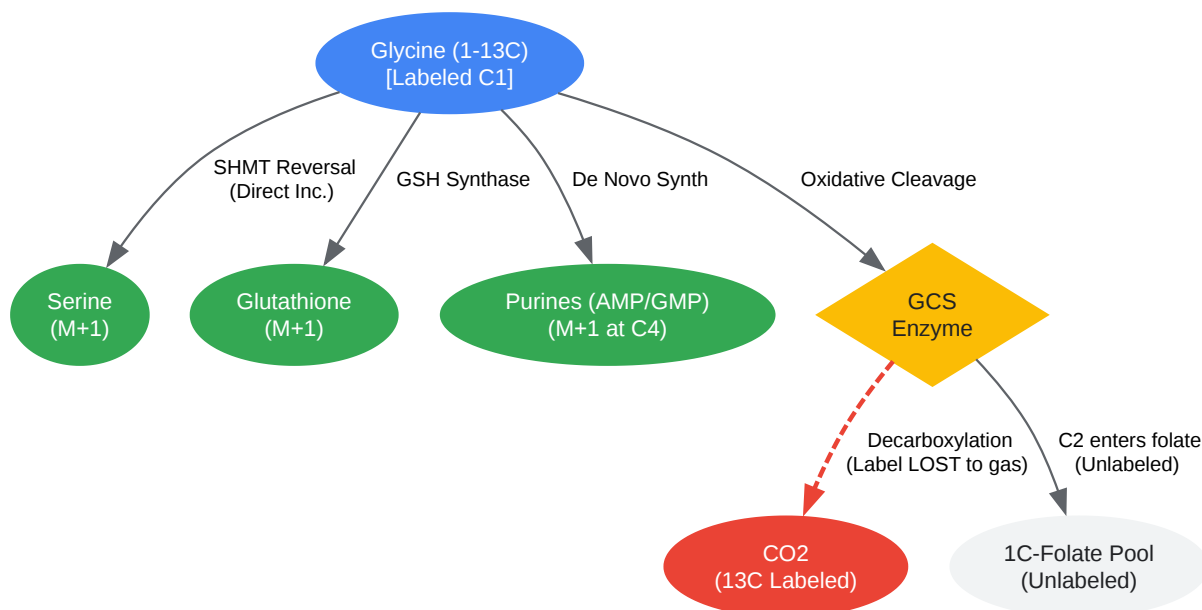 Glycine (1-13C)
[Labeled C1]
SHMT Reversal
(Direct Inc.)
GSH Synthase
De Novo Synth
Oxidative Cleavage
Serine
(M+1)
Glutathione
(M+1)
Purines (AMP/GMP)
(M+1 at C4)
GCS
Enzyme
Decarboxylation
(Label LOST to gas)
C2 enters folate
(Unlabeled)
CO2
(13C Labeled)
1C-Folate Pool
(Unlabeled)